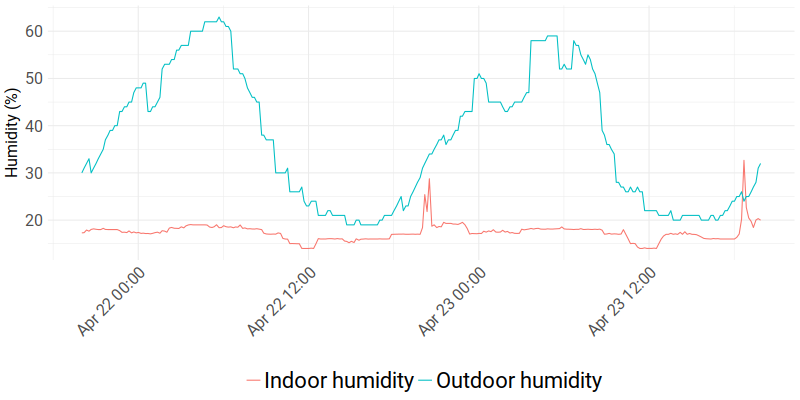 Humidity (%)
60
50
40
30
20
Apr 22 00:00
Apr 22 12:00
Apr 23 00:00
Apr 23 12:00
Indoor humidity
Outdoor humidity